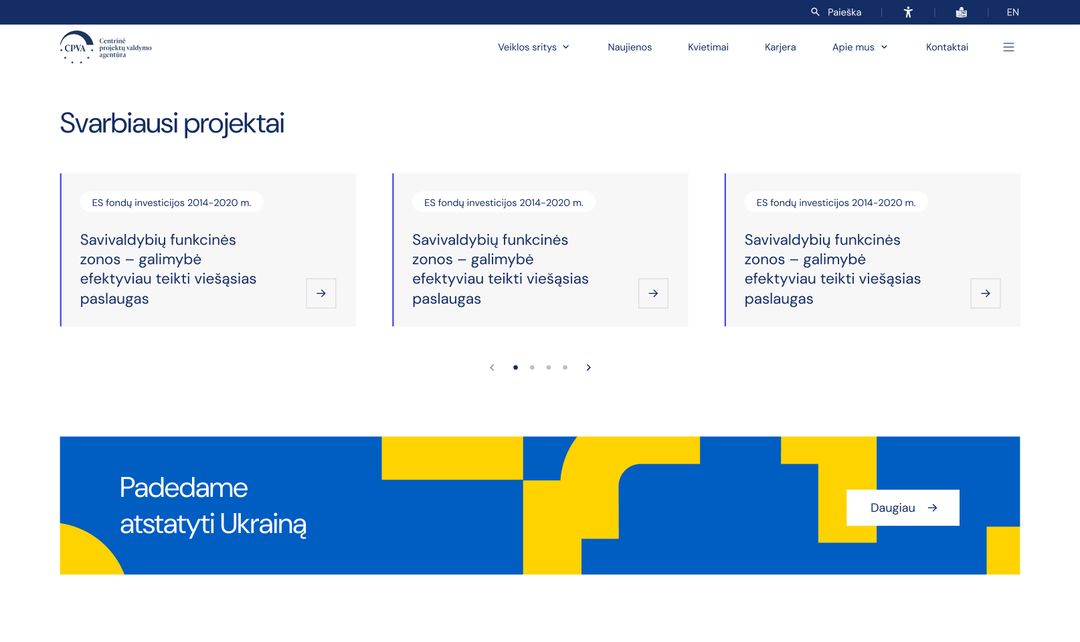 Paieška
EN
CPVA
Centrinė
projektų valdymo
agentūra
Veiklos sritys
Naujienos
Kvietimai
Karjera
Apie mus
Kontaktai
Svarbiausi projektai
ES fondų investicijos 2014-2020 m.
Savivaldybių funkcinės
zonos – galimybė
efektyviau teikti viešąsias
paslaugas
ES fondų investicijos 2014-2020 m.
Savivaldybių funkcinės
zonos – galimybė
efektyviau teikti viešąsias
paslaugas
ES fondų investicijos 2014-2020 m.
Savivaldybių funkcinės
zonos – galimybė
efektyviau teikti viešąsias
paslaugas
Padedame
atstatyti Ukrainą
Daugiau